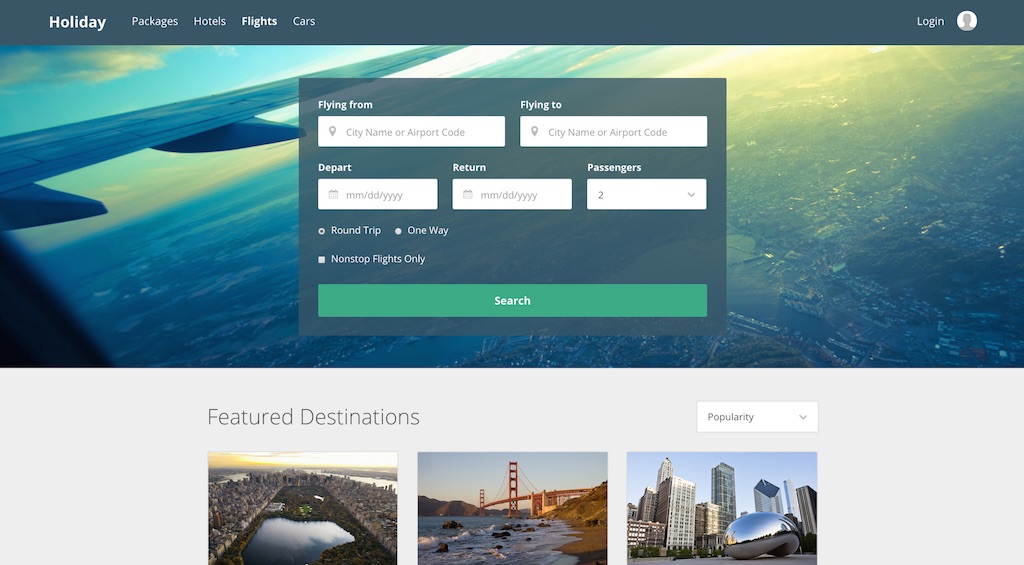 Holiday Packages Hotels Flights Cars Login
Flying from Flying to
City Name or Airport Code City Name or Airport Code
Depart Return Passengers
mm/dd/yyyy mm/dd/yyyy 2
Round Trip One Way
Nonstop Flights Only
Search
Featured Destinations Popularity